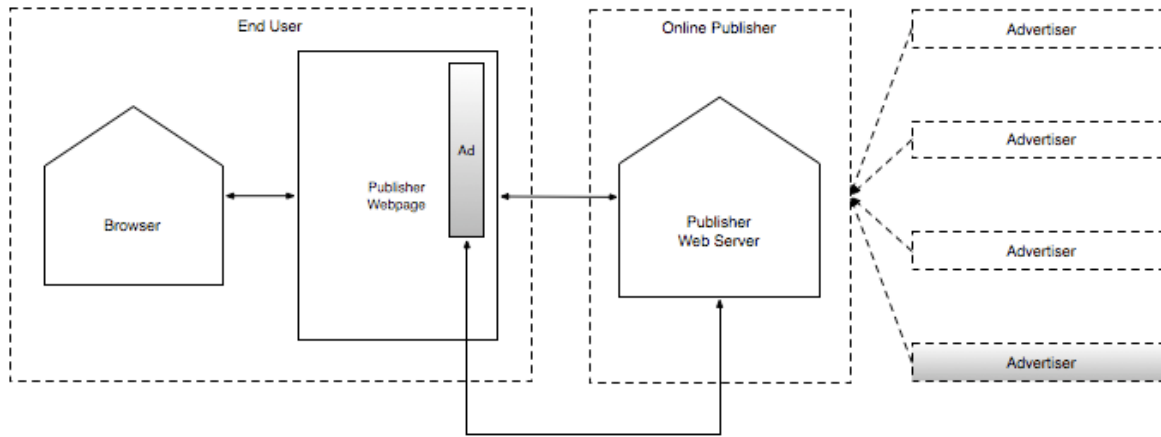 End User
Online Publisher
Advertiser
Ad
Advertiser
Publisher
Webpage
Browser
Publisher
Web Server
Advertiser
Advertiser